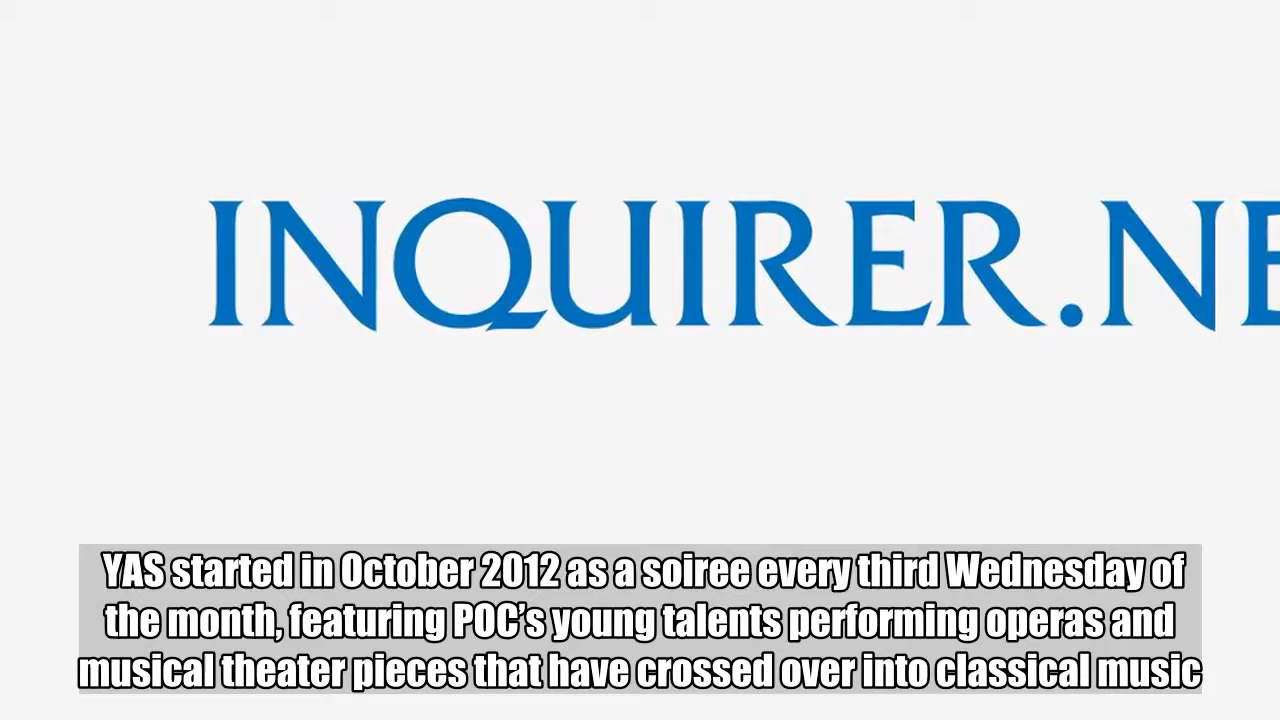 INQUIRER.NE
YAS started in October 2012 as a soiree every third Wednesday of
the month, featuring POC’s young talents performing operas and
musical theater pieces that have crossed over into classical music